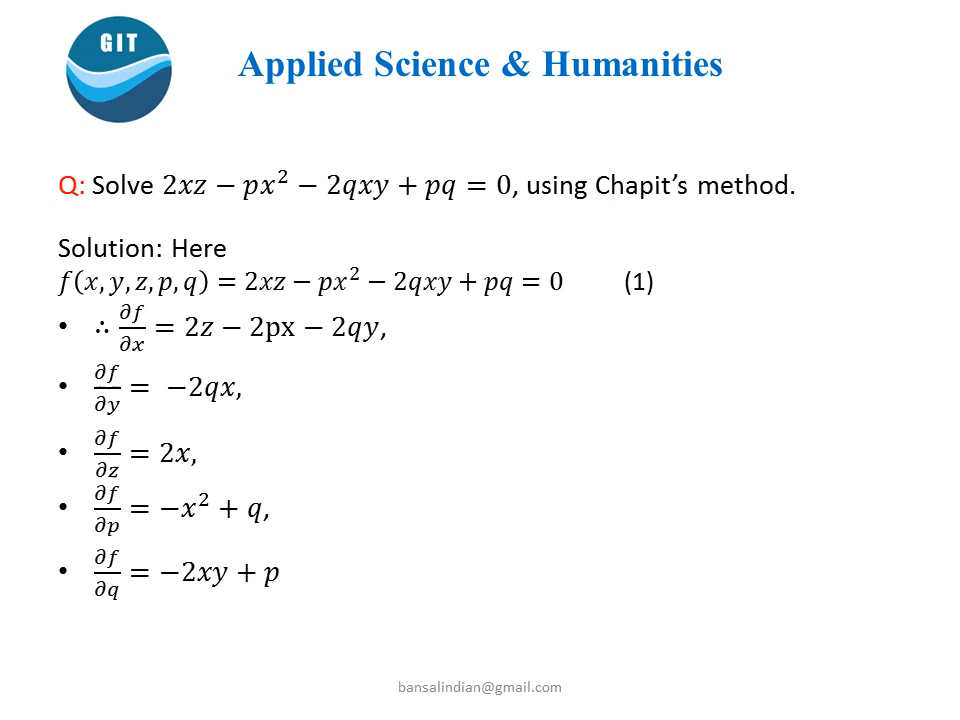 GIT
Applied Science & Humanities
Q: Solve 2𝑥𝑧 − 𝑝𝑥² − 2𝑞𝑥𝑦 + 𝑝𝑞 = 0, using Chapit’s method.
Solution: Here
𝑓(𝑥, 𝑦, 𝑧, 𝑝, 𝑞) = 2𝑥𝑧 − 𝑝𝑥² − 2𝑞𝑥𝑦 + 𝑝𝑞 = 0 (1)
• ∴ ∂𝑓/∂𝑥 = 2𝑧 − 2px − 2𝑞𝑦,
• ∂𝑓/∂𝑦 = −2𝑞𝑥,
• ∂𝑓/∂𝑧 = 2𝑥,
• ∂𝑓/∂𝑝 = −𝑥² + 𝑞,
• ∂𝑓/∂𝑞 = −2𝑥𝑦 + 𝑝
bansalindian@gmail.com